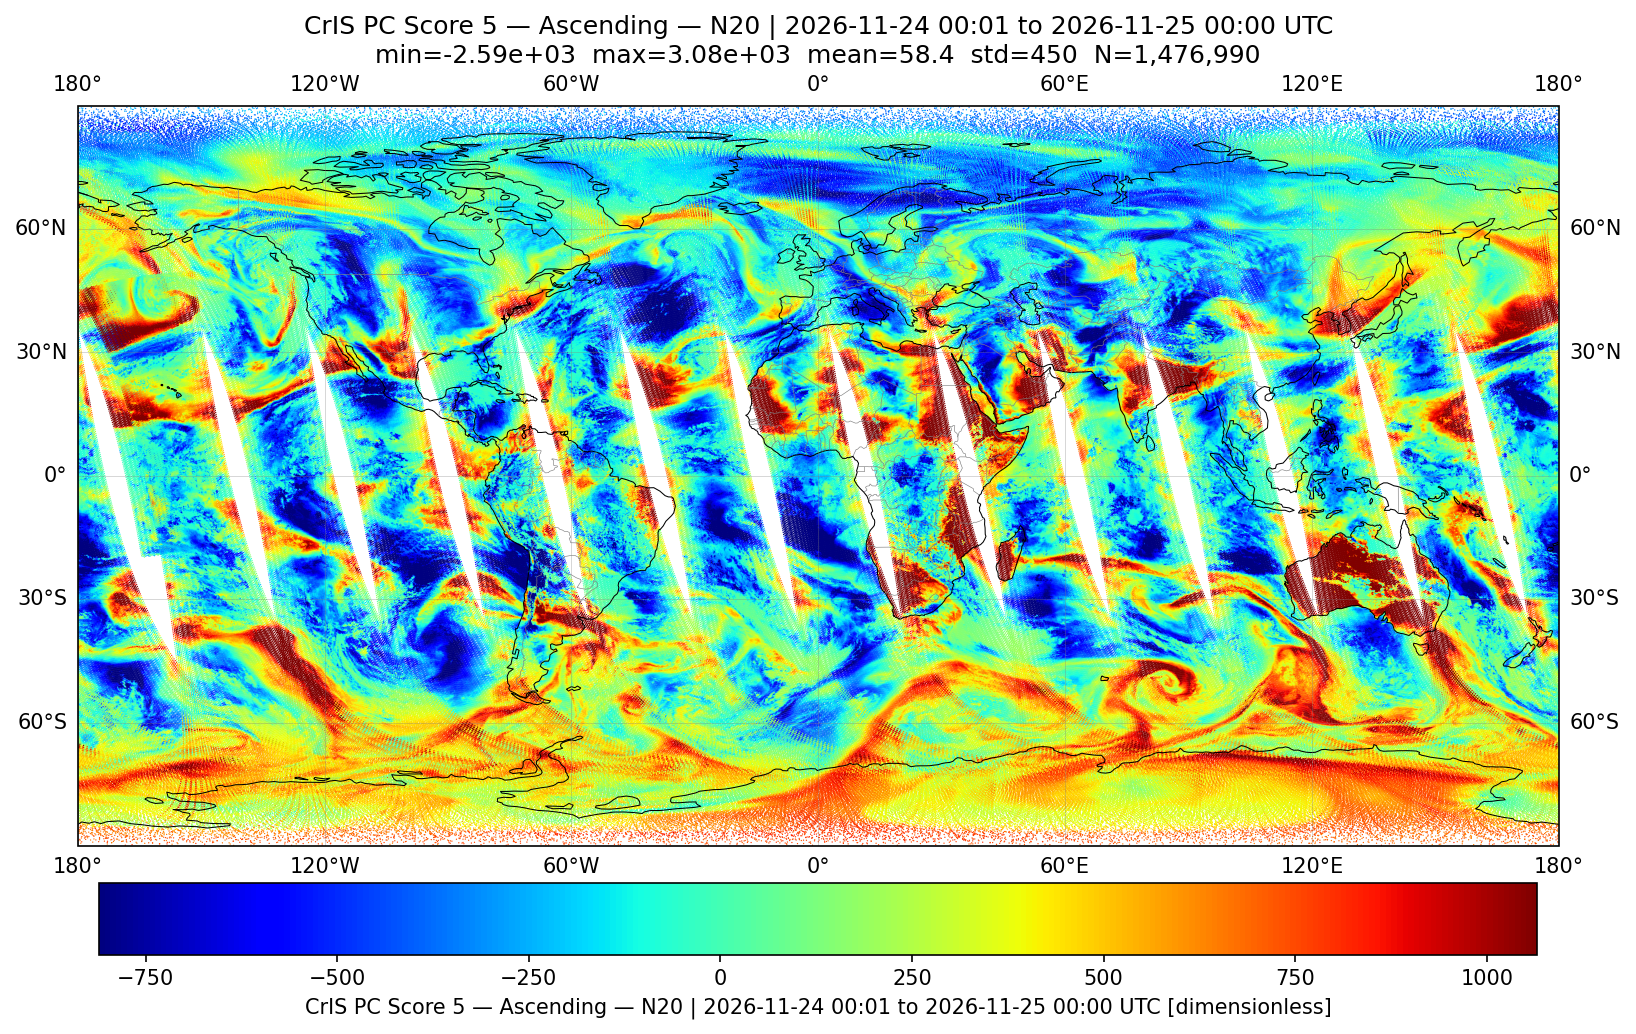 CrIS PC Score 5 — Ascending — N20 | 2026-11-24 00:01 to 2026-11-25 00:00 UTC
min=-2.59e+03 max=3.08e+03 mean=58.4 std=450 N=1,476,990
180° 120°W 60°W 0° 60°E 120°E 180°
60°N 60°N
30°N 30°N
0° 0°
30°S 30°S
60°S 60°S
180° 120°W 60°W 0° 60°E 120°E 180°
−750 −500 −250 0 250 500 750 1000
CrIS PC Score 5 — Ascending — N20 | 2026-11-24 00:01 to 2026-11-25 00:00 UTC [dimensionless]